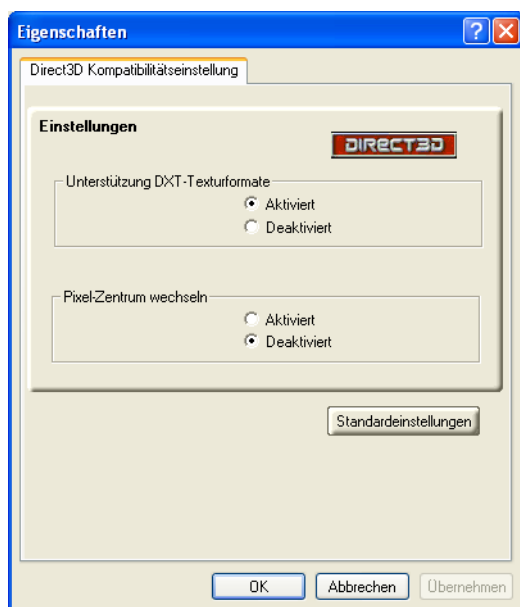 Eigenschaften
Direct3D Kompatibilitätseinstellung
Einstellungen
DIRECT3D
Unterstützung DXT-Texturformate
Aktiviert
Deaktiviert
Pixel-Zentrum wechseln
Aktiviert
Deaktiviert
Standardeinstellungen
OK
Abbrechen
Übernehmen